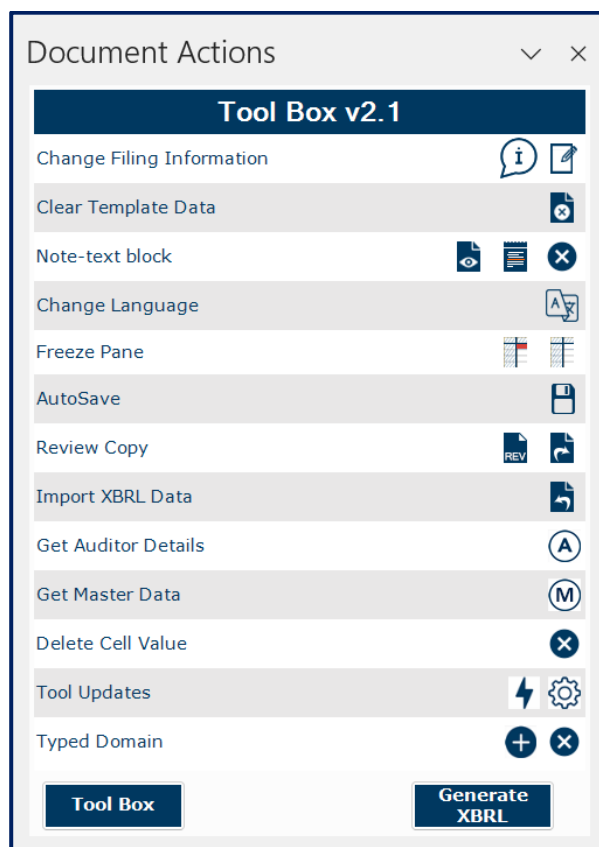 Document Actions
Tool Box v2.1
Change Filing Information
i
Clear Template Data
Note-text block
Change Language
A
Freeze Pane
AutoSave
Review Copy
REV
Import XBRL Data
Get Auditor Details
A
Get Master Data
M
Delete Cell Value
Tool Updates
Typed Domain
Tool Box
Generate
XBRL